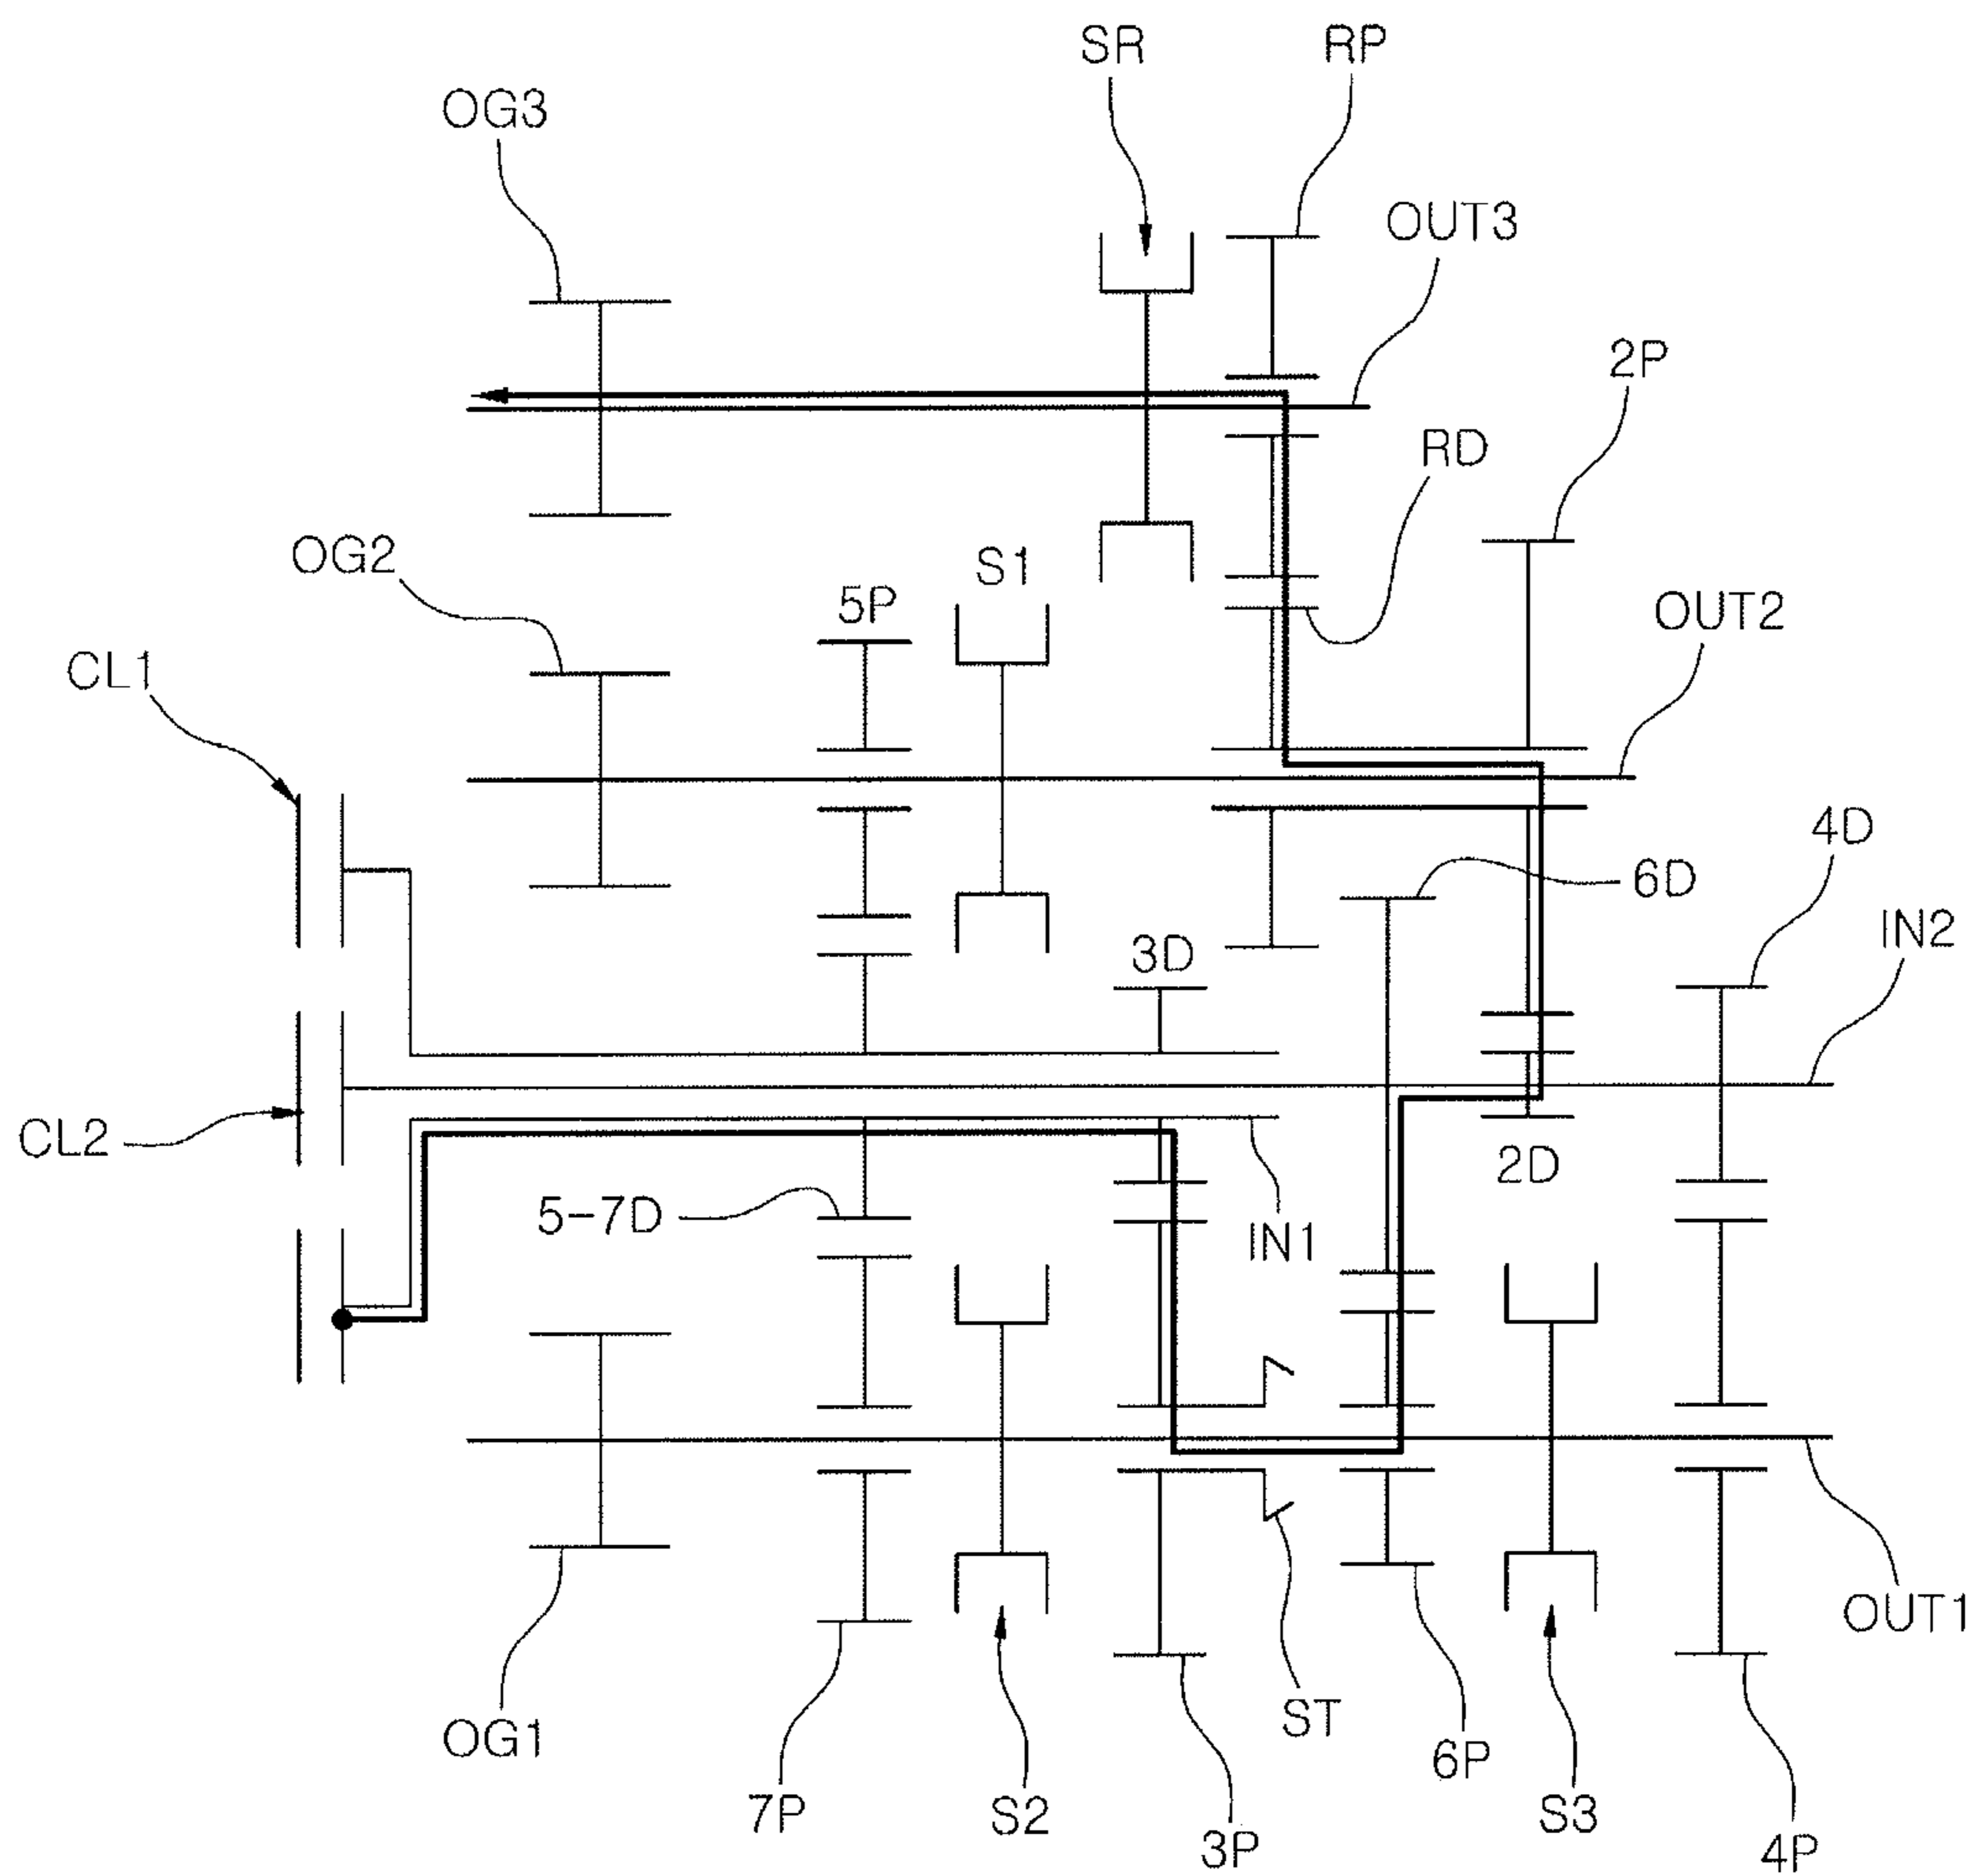 SR
RP
OG3
OUT3
2P
RD
OG2
S1
5P
OUT2
CL1
4D
6D
IN2
3D
CL2
2D
5-7D
IN1
OUT1
ST
OG1
6P
7P
S2
S3
3P
4P